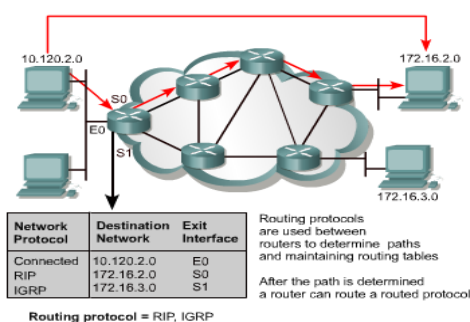 10.120.2.0
172.16.2.0
S0
E0
S1
172.16.3.0
Network Protocol Destination Network Exit Interface
Connected 10.120.2.0 E0
RIP 172.16.2.0 S0
IGRP 172.16.3.0 S1
Routing protocols
are used between
routers to determine paths
and maintaining routing tables
After the path is determined
a router can route a routed protocol
Routing protocol = RIP, IGRP